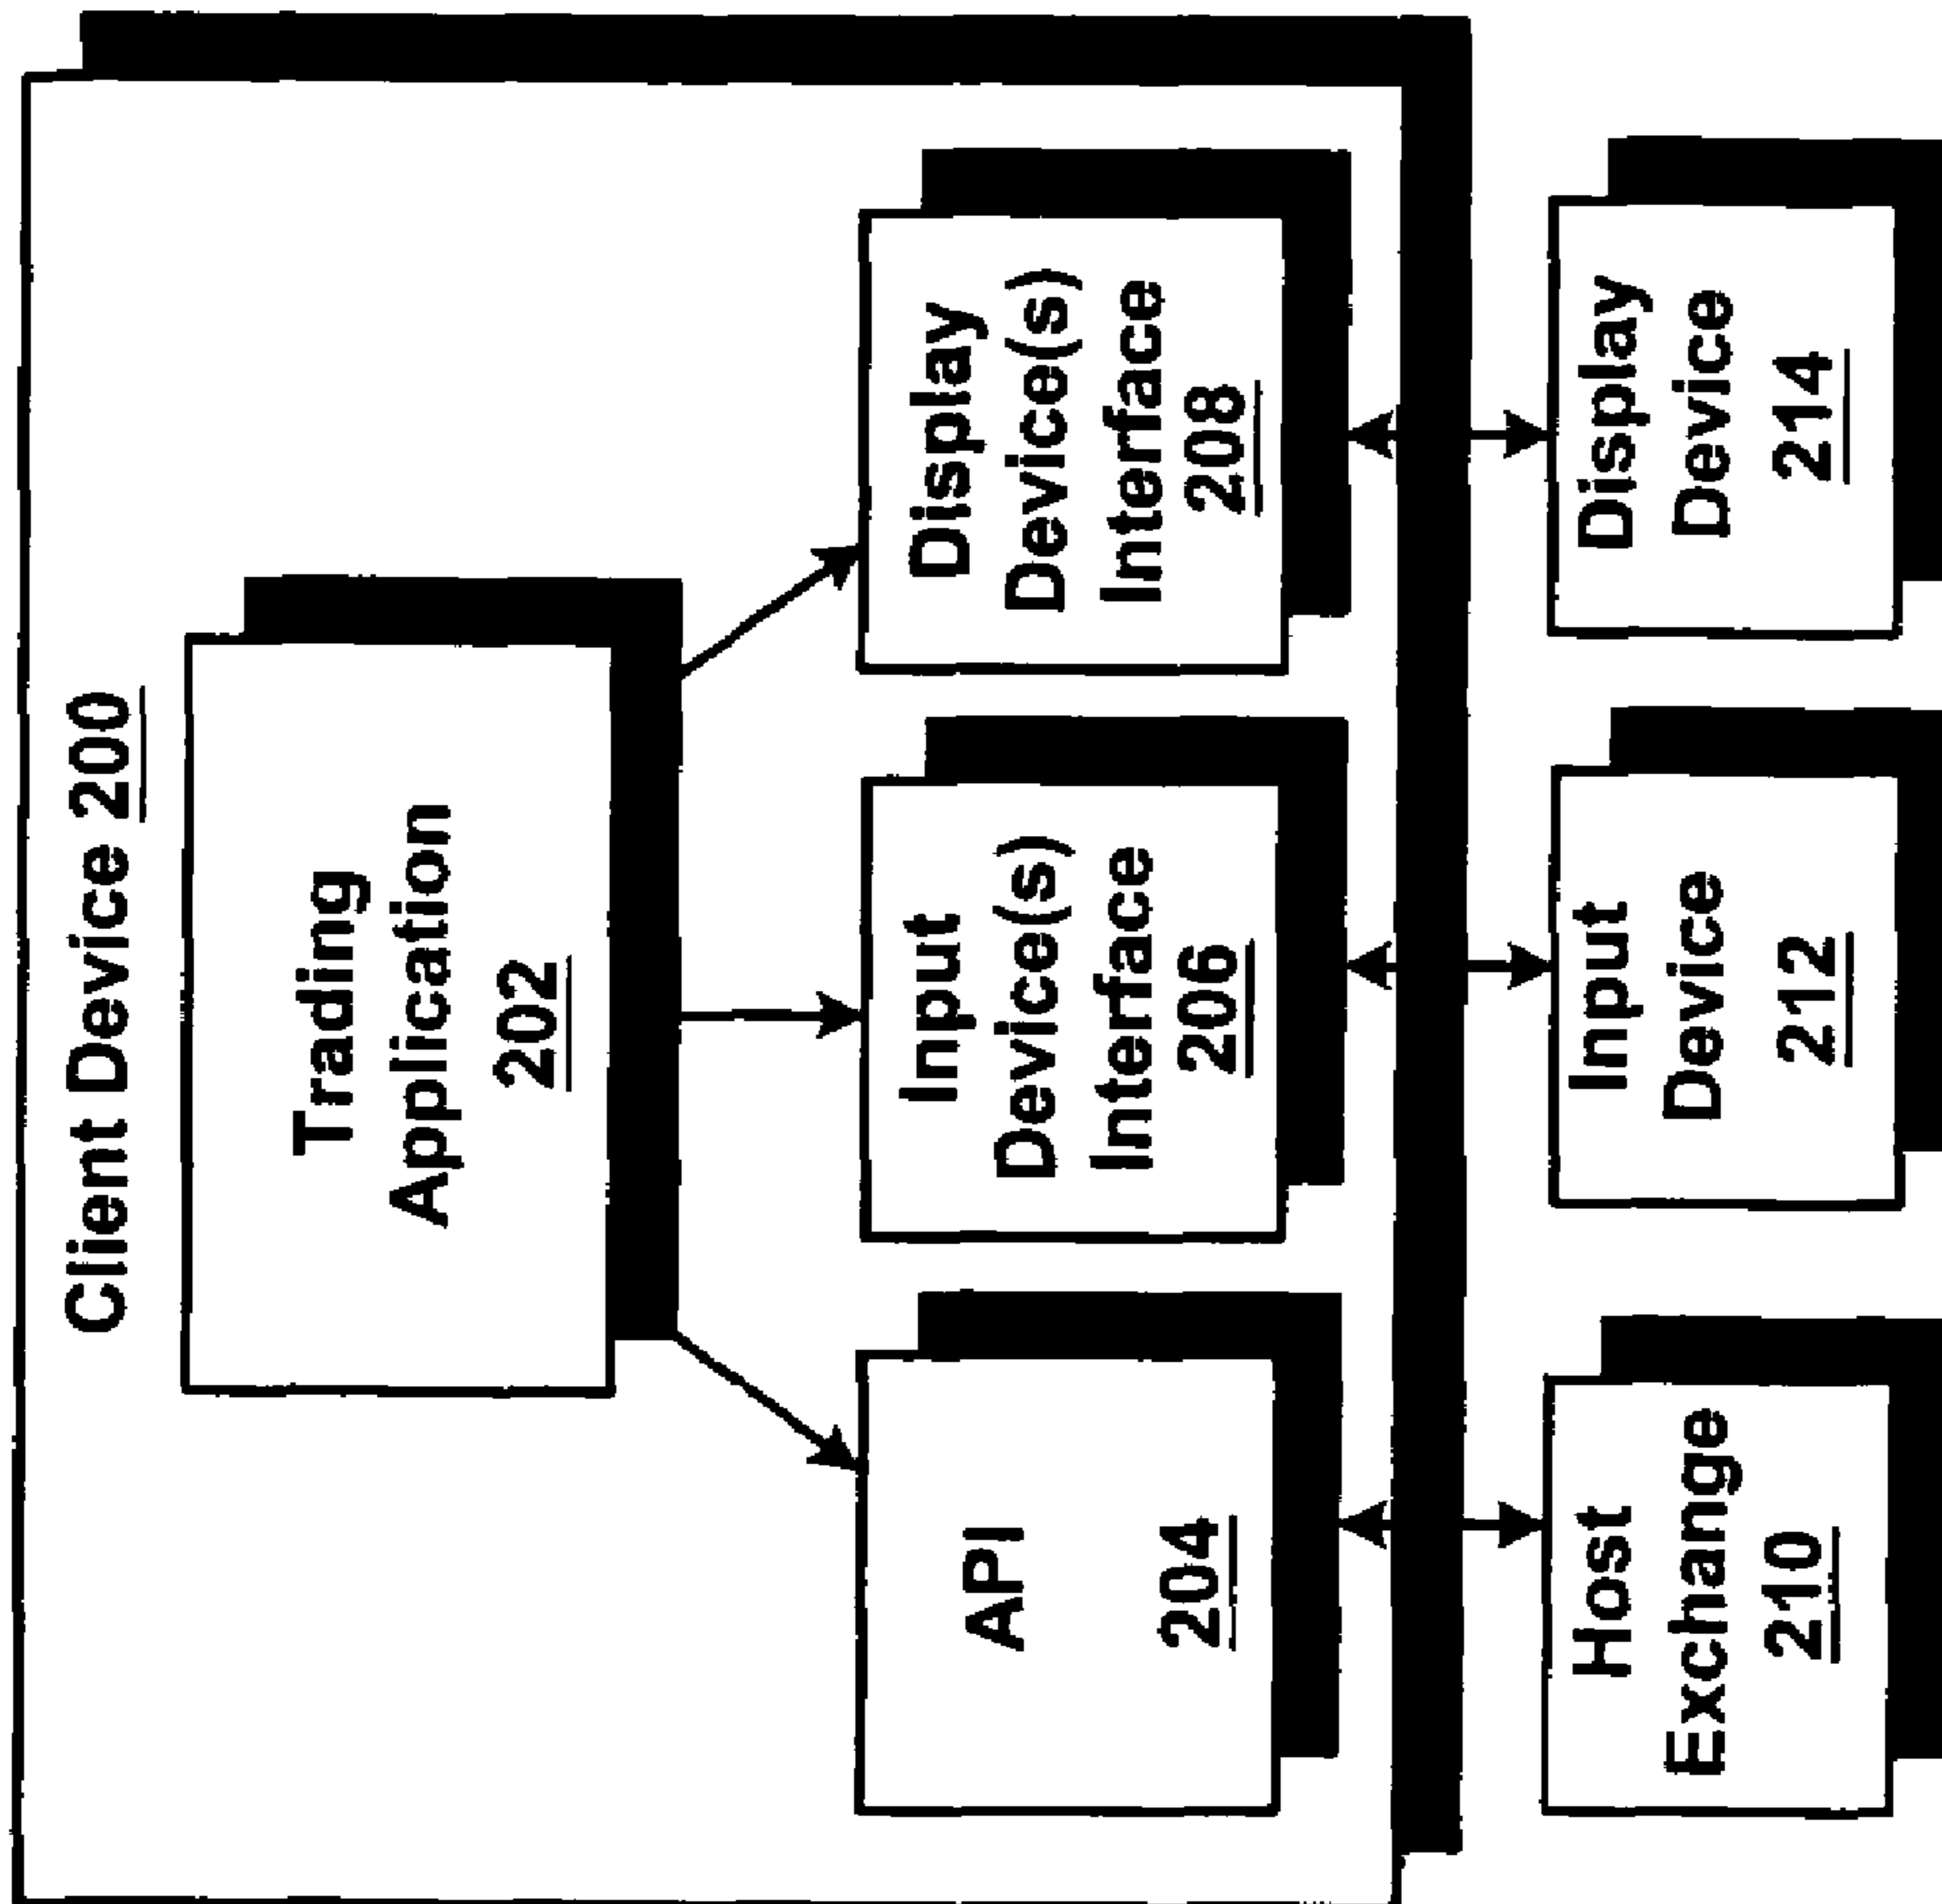 Client Device 200
Trading
Application
202
API
204
Input
Device(s)
Interface
206
Display
Device(s)
Interface
208
Host
Exchange
210
Input
Device
212
Display
Device
214